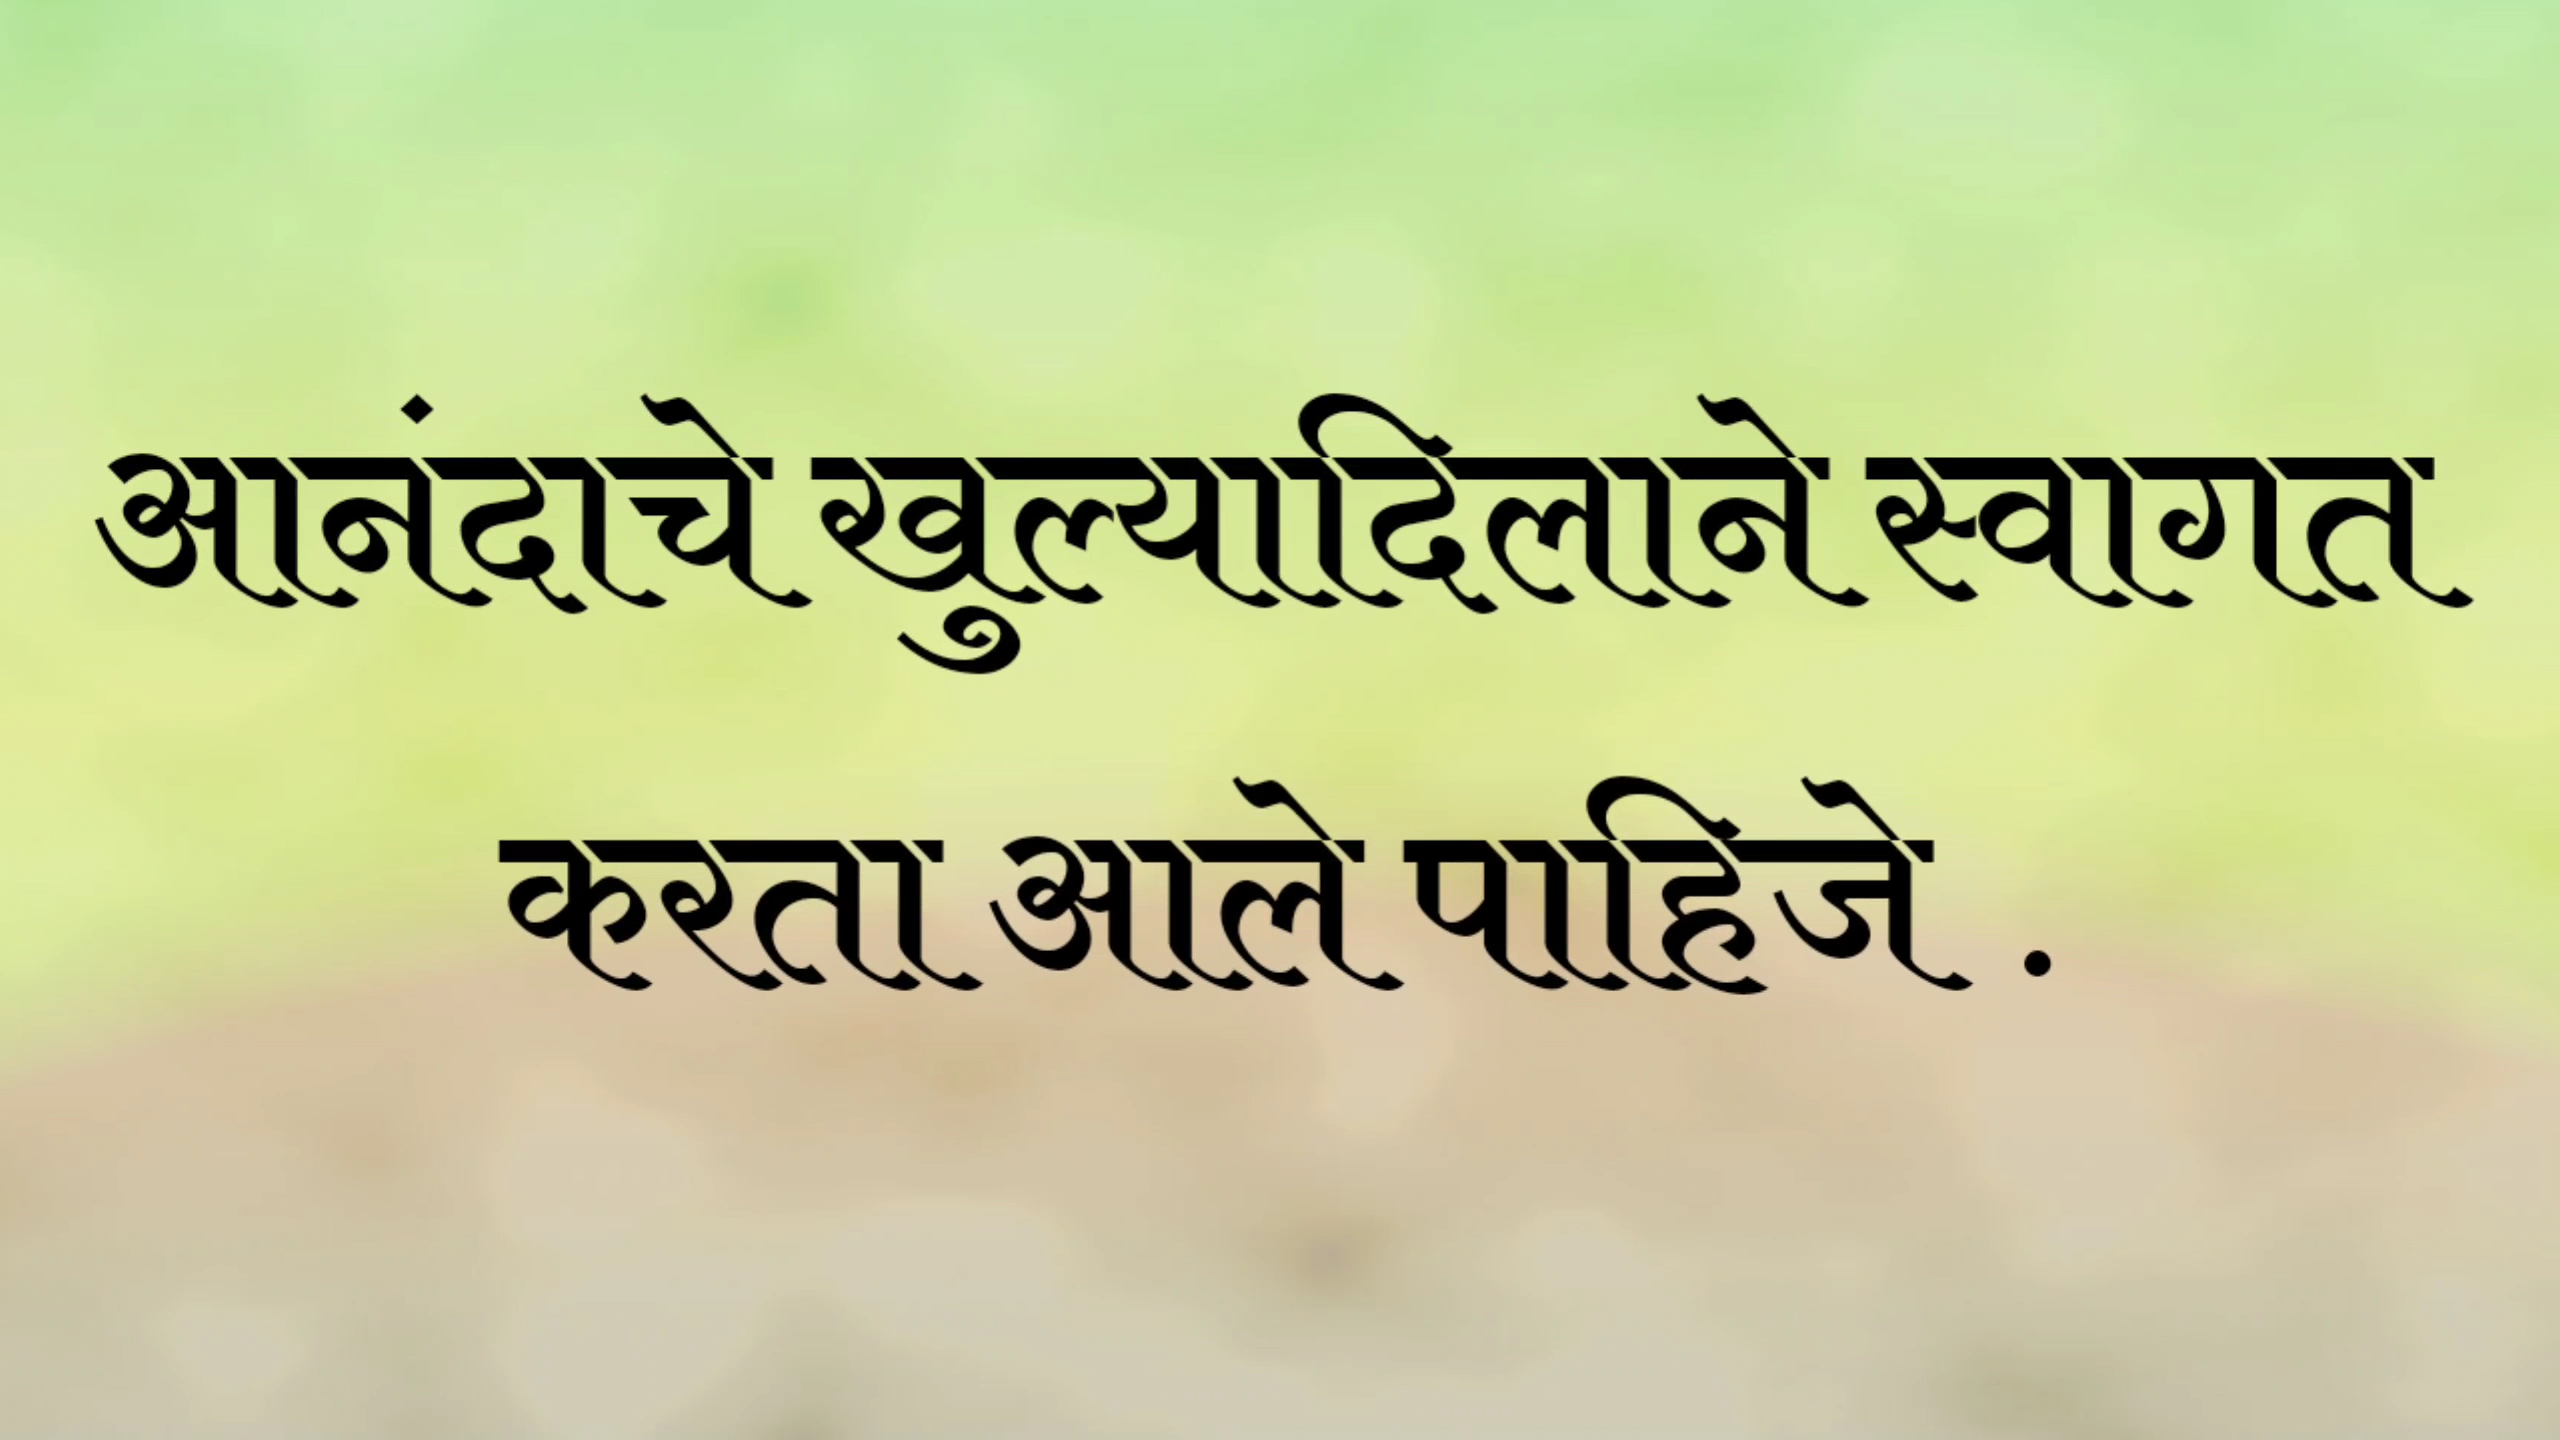 आनंदाचे खुल्यादिलाने स्वागत
करता आले पाहिजे .